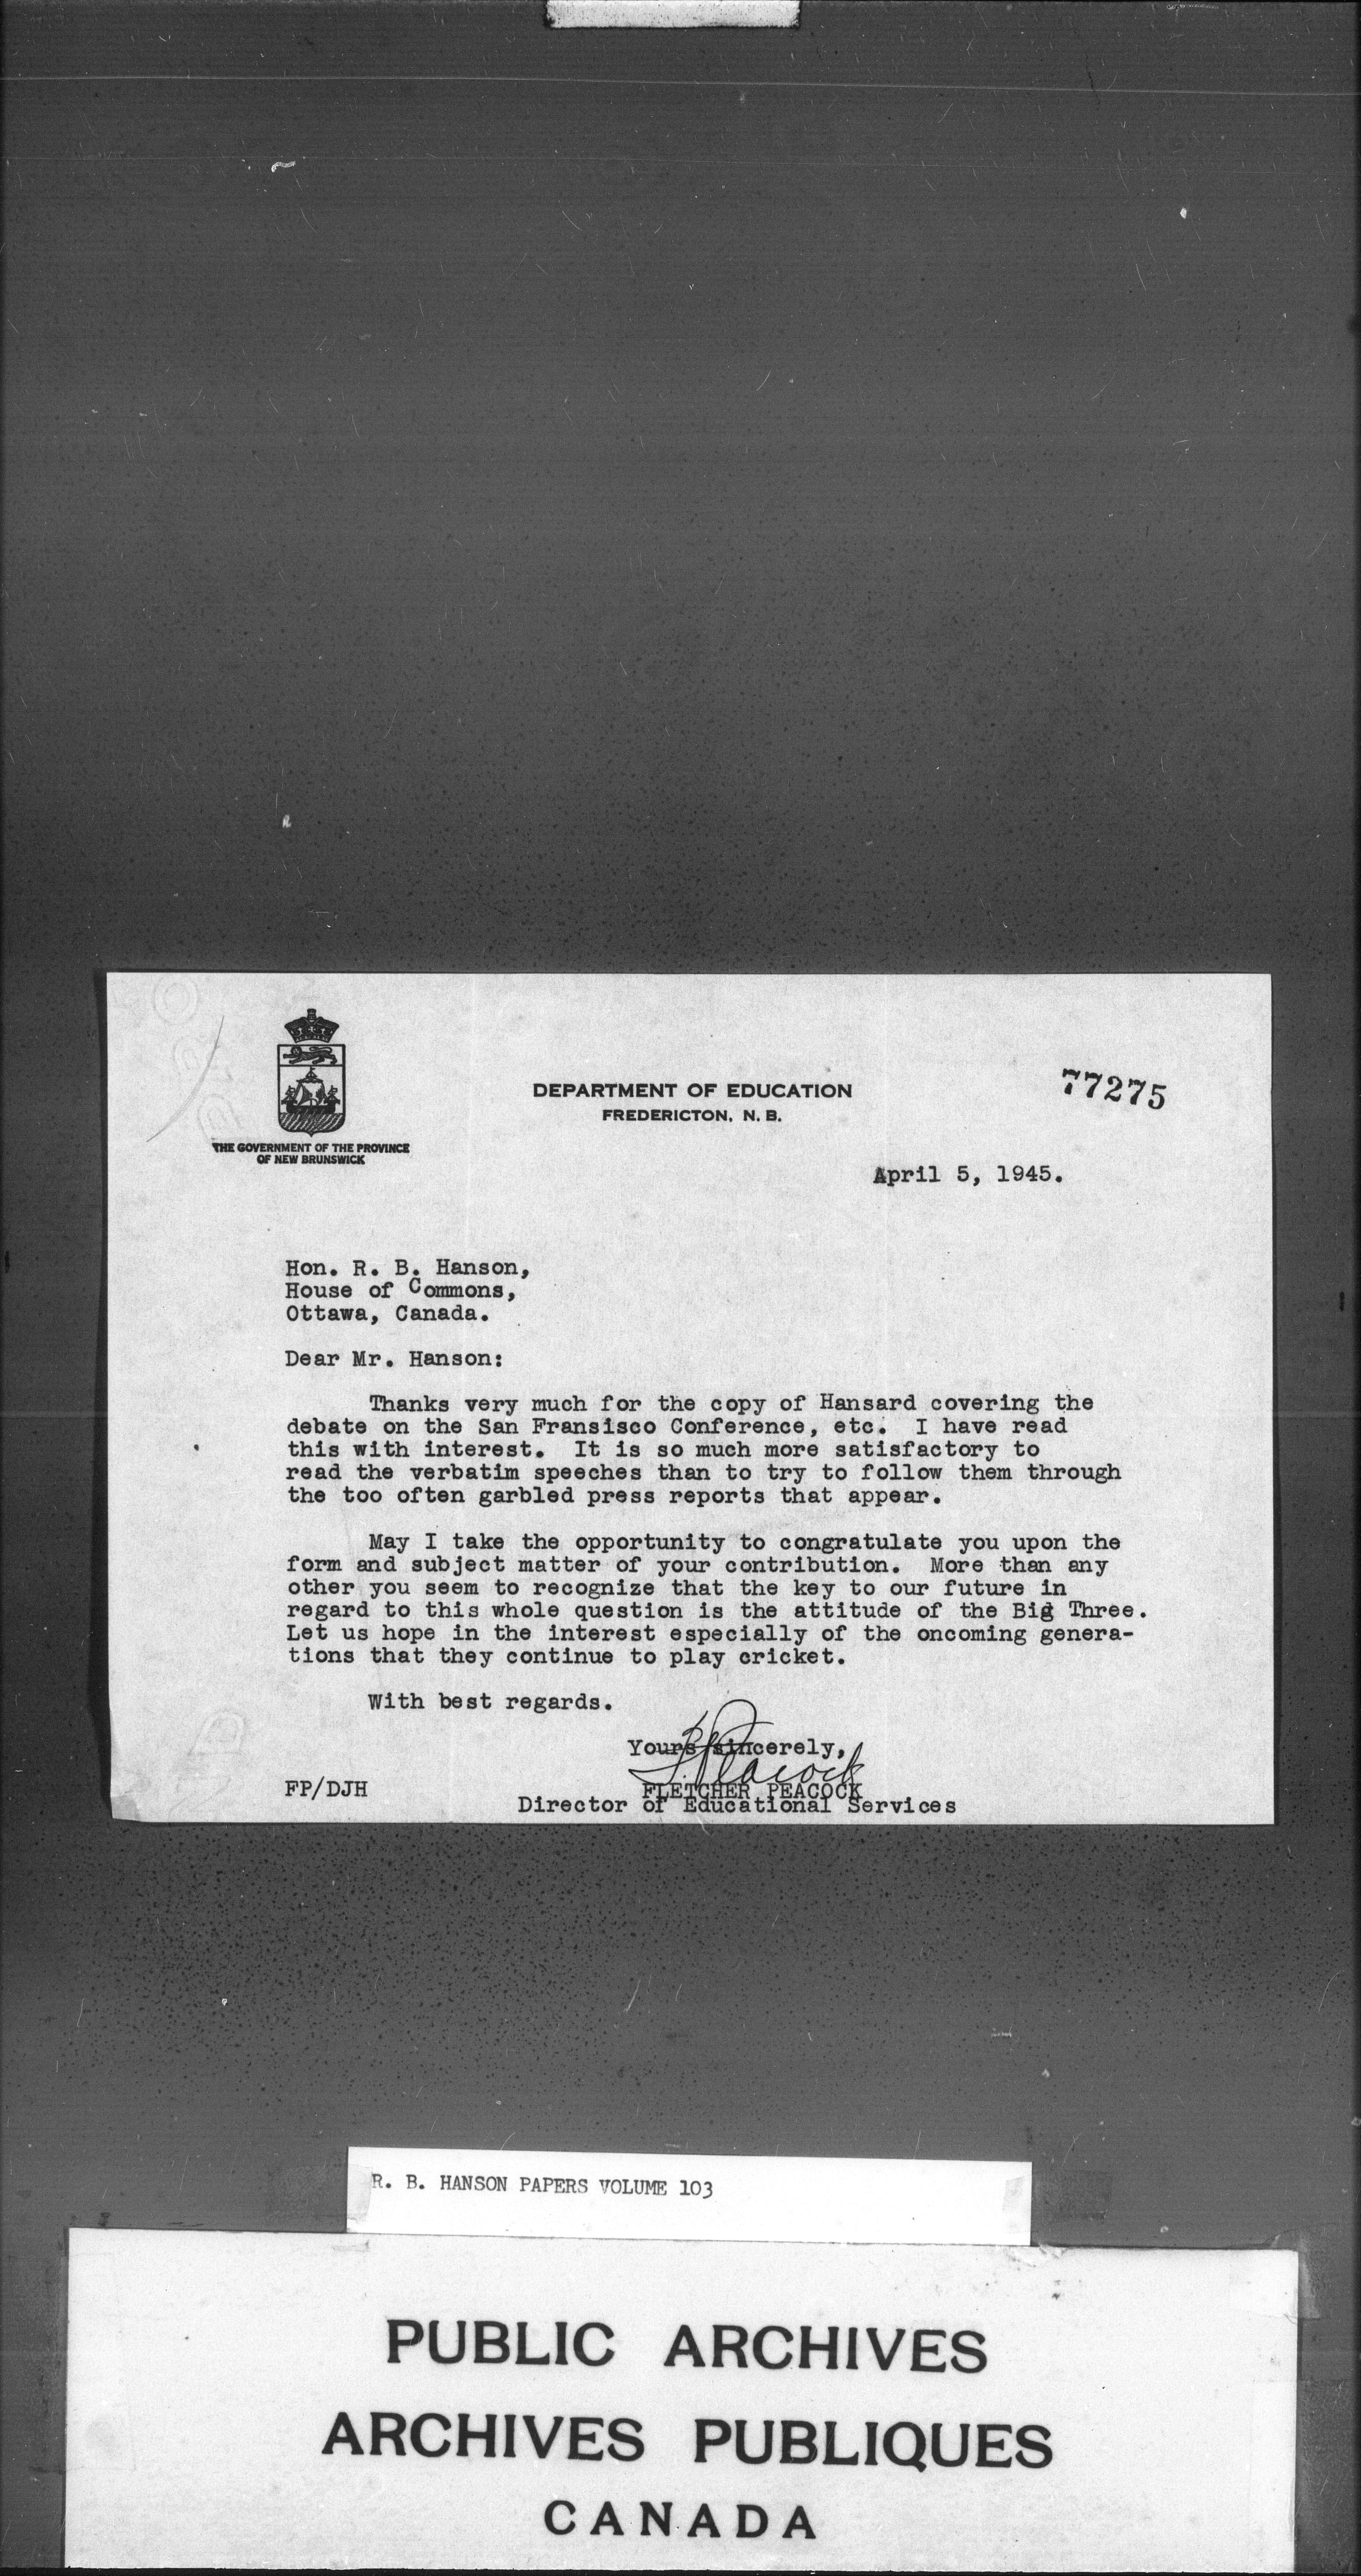 THE GOVERNMENT OF THE PROVINCE
OF NEW BRUNSWICK
DEPARTMENT OF EDUCATION
FREDERICTON, N. B.
77275
April 5, 1945.
Hon. R. B. Hanson,
House of Commons,
Ottawa, Canada.
Dear Mr. Hanson:
Thanks very much for the copy of Hansard covering the
debate on the San Fransisco Conference, etc. I have read
this with interest. It is so much more satisfactory to
read the verbatim speeches than to try to follow them through
the too often garbled press reports that appear.
May I take the opportunity to congratulate you upon the
form and subject matter of your contribution. More than any
other you seem to recognize that the key to our future in
regard to this whole question is the attitude of the Big Three.
Let us hope in the interest especially of the oncoming genera-
tions that they continue to play cricket.
With best regards.
Yours sincerely,
F. Peacock
FLETCHER PEACOCK
FP/DJH
Director of Educational Services
R. B. HANSON PAPERS VOLUME 103
PUBLIC ARCHIVES
ARCHIVES PUBLIQUES
CANADA